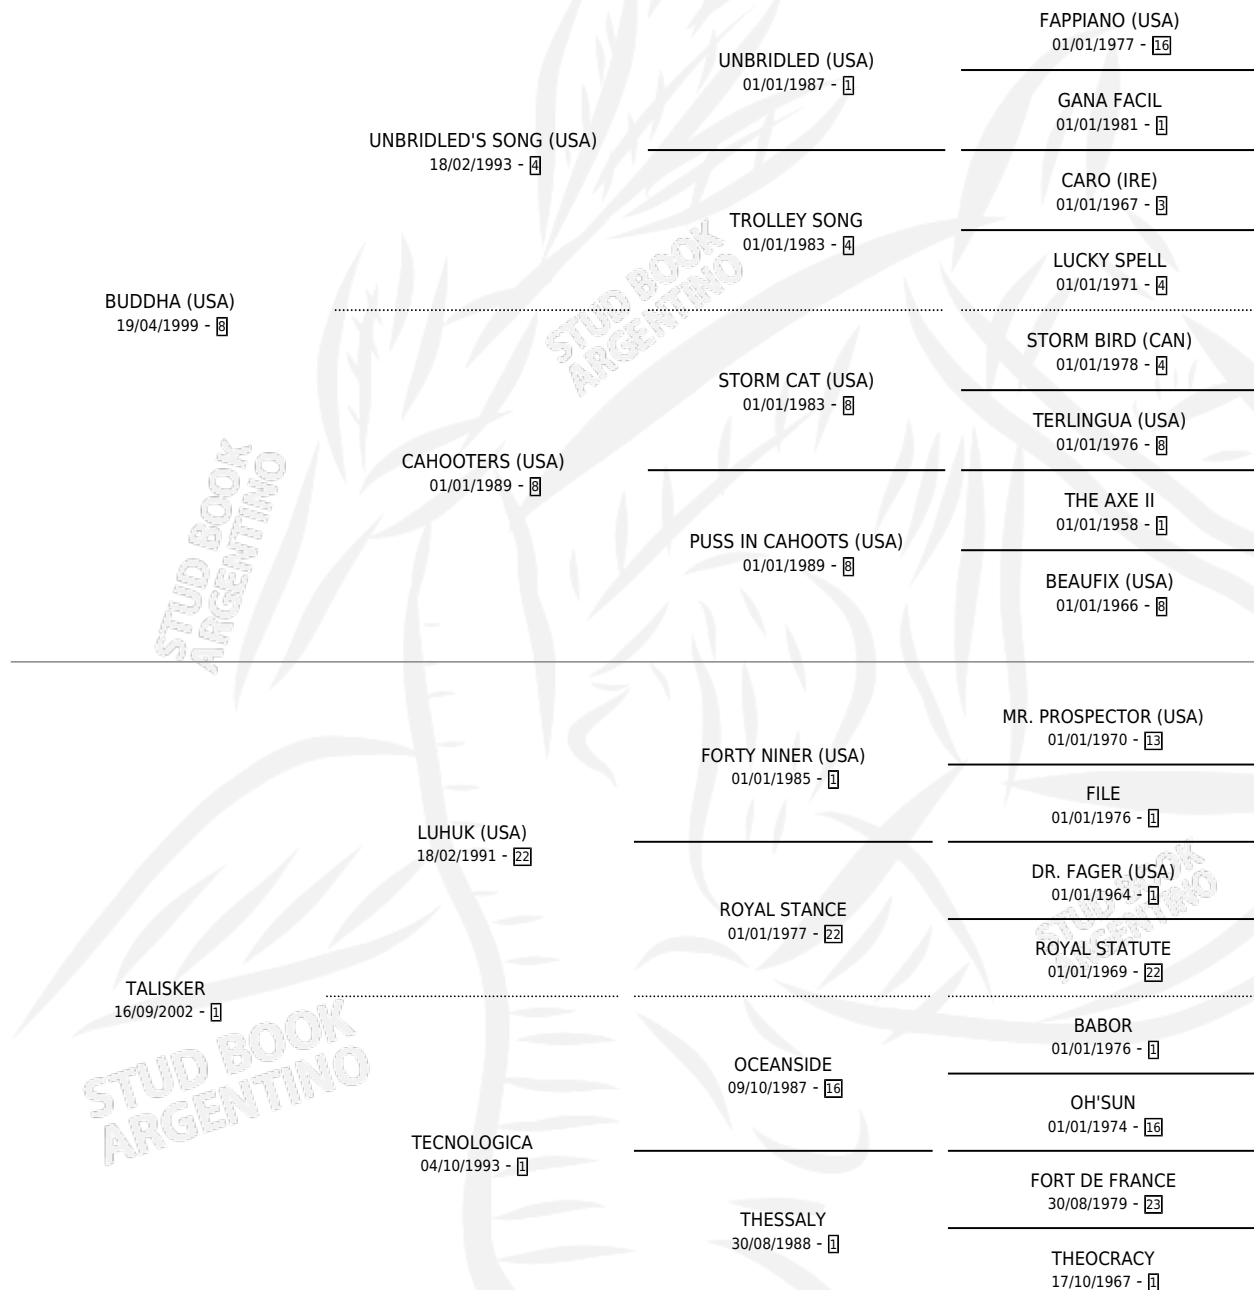 FAPPIANO (USA)
01/01/1977 - 16
UNBRIDLED (USA)
01/01/1987 - 1
GANA FACIL
01/01/1981 - 1
UNBRIDLED'S SONG (USA)
18/02/1993 - 4
CARO (IRE)
01/01/1967 - 3
TROLLEY SONG
01/01/1983 - 4
LUCKY SPELL
01/01/1971 - 4
BUDDHA (USA)
19/04/1999 - 8
STUD BOOK
ARGENTINO
STORM BIRD (CAN)
01/01/1978 - 4
STORM CAT (USA)
01/01/1983 - 8
TERLINGUA (USA)
01/01/1976 - 8
CAHOOTERS (USA)
01/01/1989 - 8
THE AXE II
01/01/1958 - 1
PUSS IN CAHOOTS (USA)
01/01/1989 - 8
BEAUFIX (USA)
01/01/1966 - 8
STUD BOOK
ARGENTINO
MR. PROSPECTOR (USA)
01/01/1970 - 13
FORTY NINER (USA)
01/01/1985 - 1
FILE
01/01/1976 - 1
LUHUK (USA)
18/02/1991 - 22
DR. FAGER (USA)
01/01/1964 - 1
STUD BOOK
ARGENTINO
ROYAL STANCE
01/01/1977 - 22
ROYAL STATUTE
01/01/1969 - 22
TALISKER
16/09/2002 - 1
STUD BOOK
ARGENTINO
BABOR
01/01/1976 - 1
OCEANSIDE
09/10/1987 - 16
OH'SUN
01/01/1974 - 16
TECNOLOGICA
04/10/1993 - 1
FORT DE FRANCE
30/08/1979 - 23
THESSALY
30/08/1988 - 1
THEOCRACY
17/10/1967 - 1